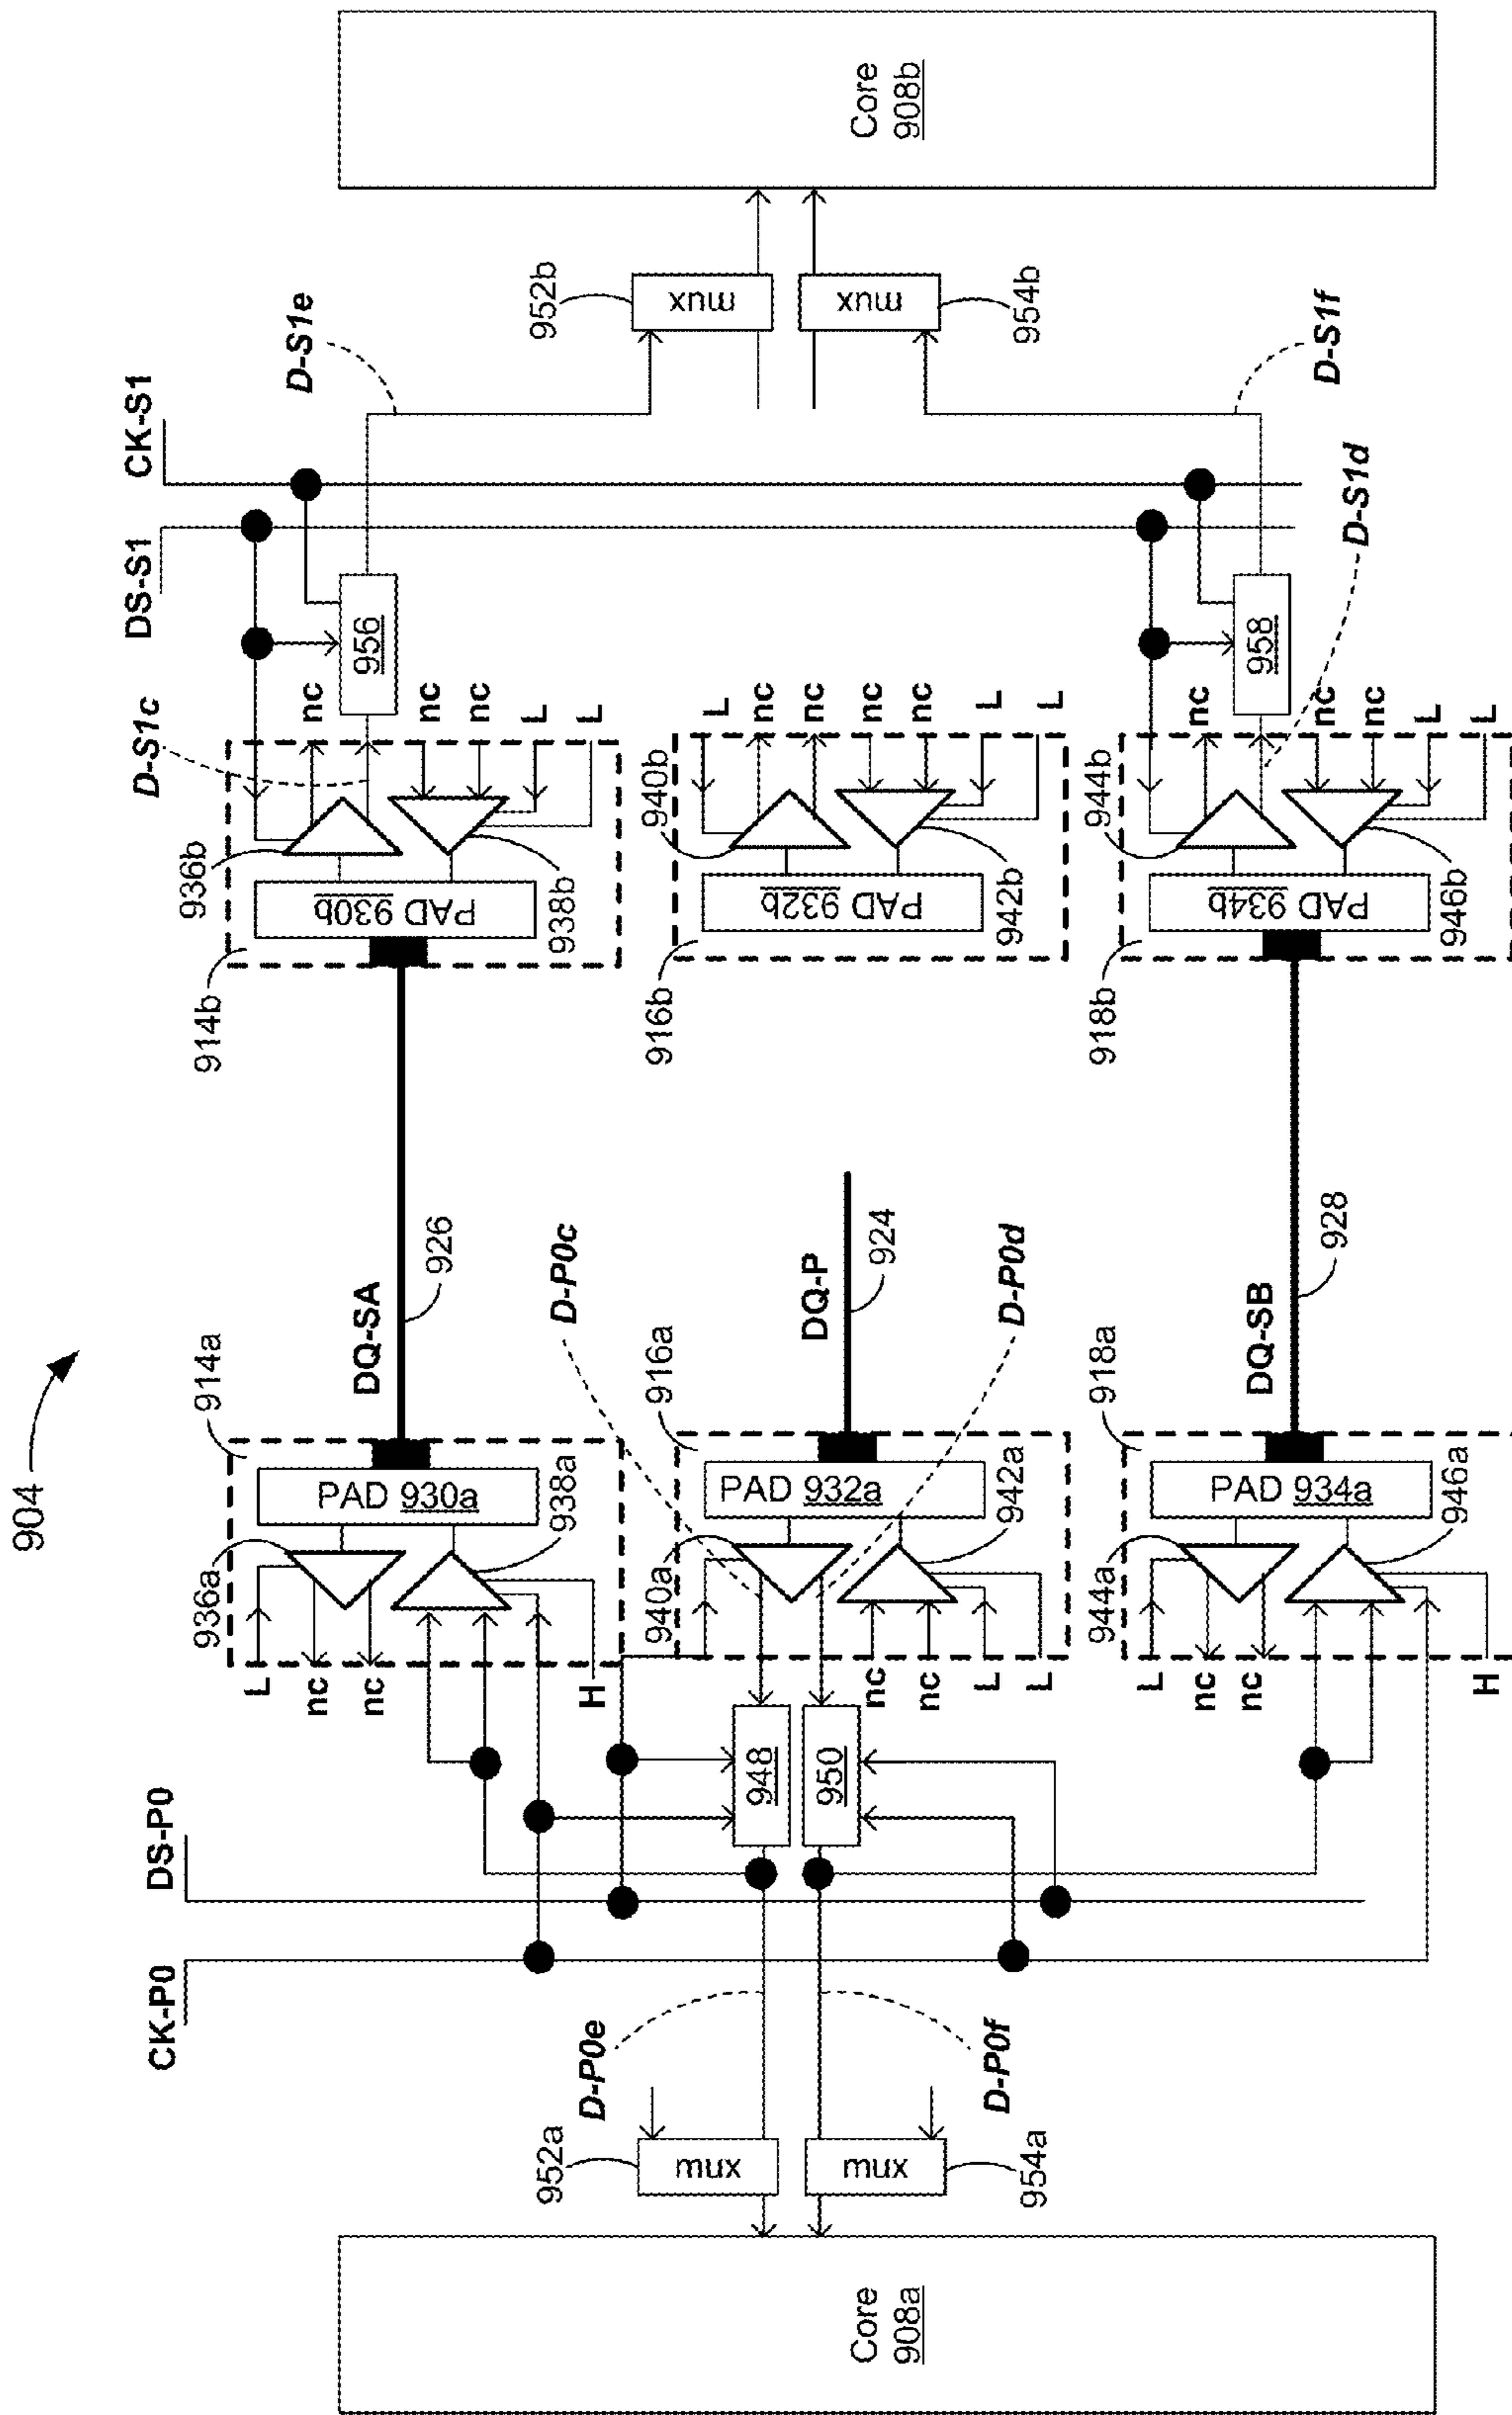 904
Core
908a
952a
mux
mux
954a
D-P0e
D-P0f
CK-P0
DS-P0
948
950
L
nc
nc
H
nc
nc
L
L
L
nc
nc
H
936a
914a
PAD 930a
938a
940a
916a
PAD 932a
942a
944a
918a
PAD 934a
946a
DQ-SA
926
D-P0c
DQ-P
924
D-P0d
DQ-SB
928
914b
936b
PAD 930b
938b
916b
940b
PAD 932b
942b
918b
944b
PAD 934b
946b
D-S1c
nc
nc
nc
L
L
L
nc
nc
nc
nc
L
L
nc
nc
nc
L
L
956
958
D-S1d
DS-S1
CK-S1
D-S1e
D-S1f
952b
mux
mux
954b
Core
908b